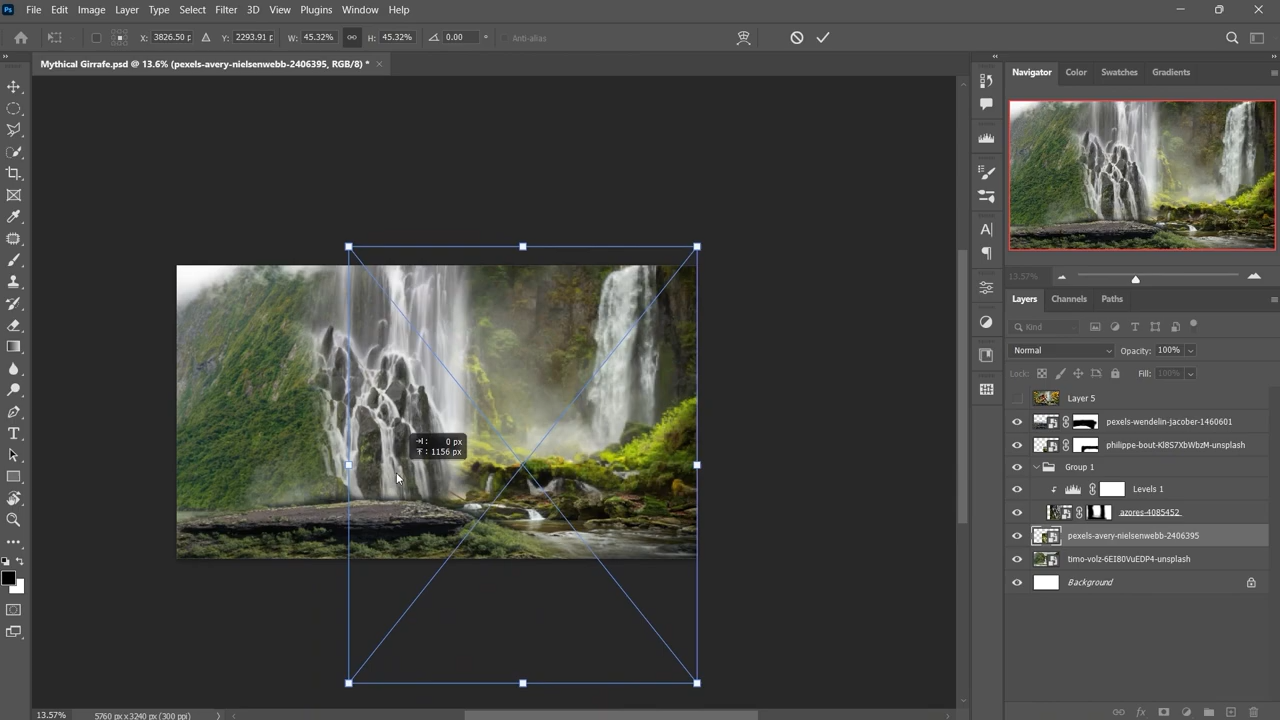 Ps File Edit Image Layer Type Select Filter 3D View Plugins Window Help
X: 3826.50 p Y: 2293.91 p W: 45.32% H: 45.32% 0.00 ° Anti-alias
Mythical Girrafe.psd @ 13.6% (pexels-avery-nielsenwebb-2406395, RGB/8) * ×
Navigator Color Swatches Gradients
13.57%
Layers Channels Paths
Kind
Normal Opacity: 100%
Lock: Fill: 100%
Layer 5
pexels-wendelin-jacober-1460601
philippe-bout-Kl8S7XbWbzM-unsplash
Group 1
Levels 1
azores-4085452
pexels-avery-nielsenwebb-2406395
timo-volz-6E180VuEDP4-unsplash
Background
0 px
1156 px
13.57% 5760 px x 3240 px (300 ppi)